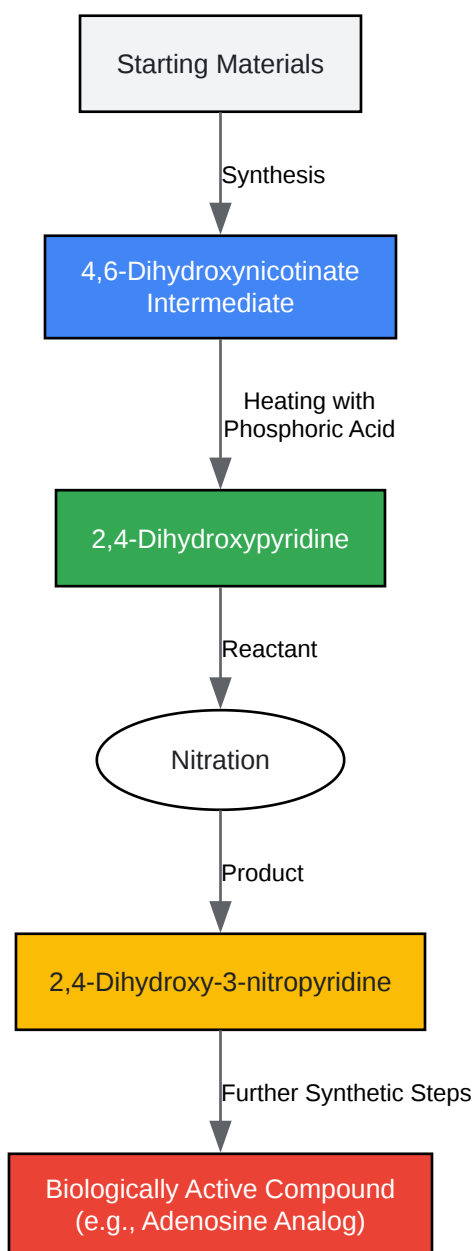 Starting Materials
Synthesis
4,6-Dihydroxynicotinate
Intermediate
Heating with
Phosphoric Acid
2,4-Dihydroxypyridine
Reactant
Nitration
Product
2,4-Dihydroxy-3-nitropyridine
Further Synthetic Steps
Biologically Active Compound
(e.g., Adenosine Analog)